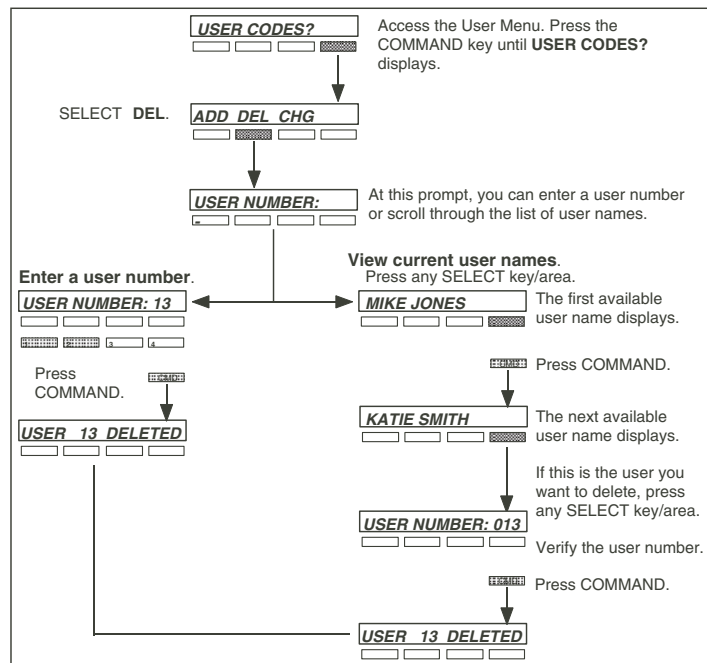 USER CODES?
Access the User Menu. Press the
COMMAND key until USER CODES?
displays.
SELECT DEL.
ADD DEL CHG
USER NUMBER:
At this prompt, you can enter a user number
or scroll through the list of user names.
Enter a user number.
USER NUMBER: 13
1 2 3 4
Press
COMMAND.
CMD
USER 13 DELETED
View current user names.
Press any SELECT key/area.
MIKE JONES
The first available
user name displays.
CMD
Press COMMAND.
KATIE SMITH
The next available
user name displays.
If this is the user you
want to delete, press
any SELECT key/area.
USER NUMBER: 013
Verify the user number.
CMD
Press COMMAND.
USER 13 DELETED